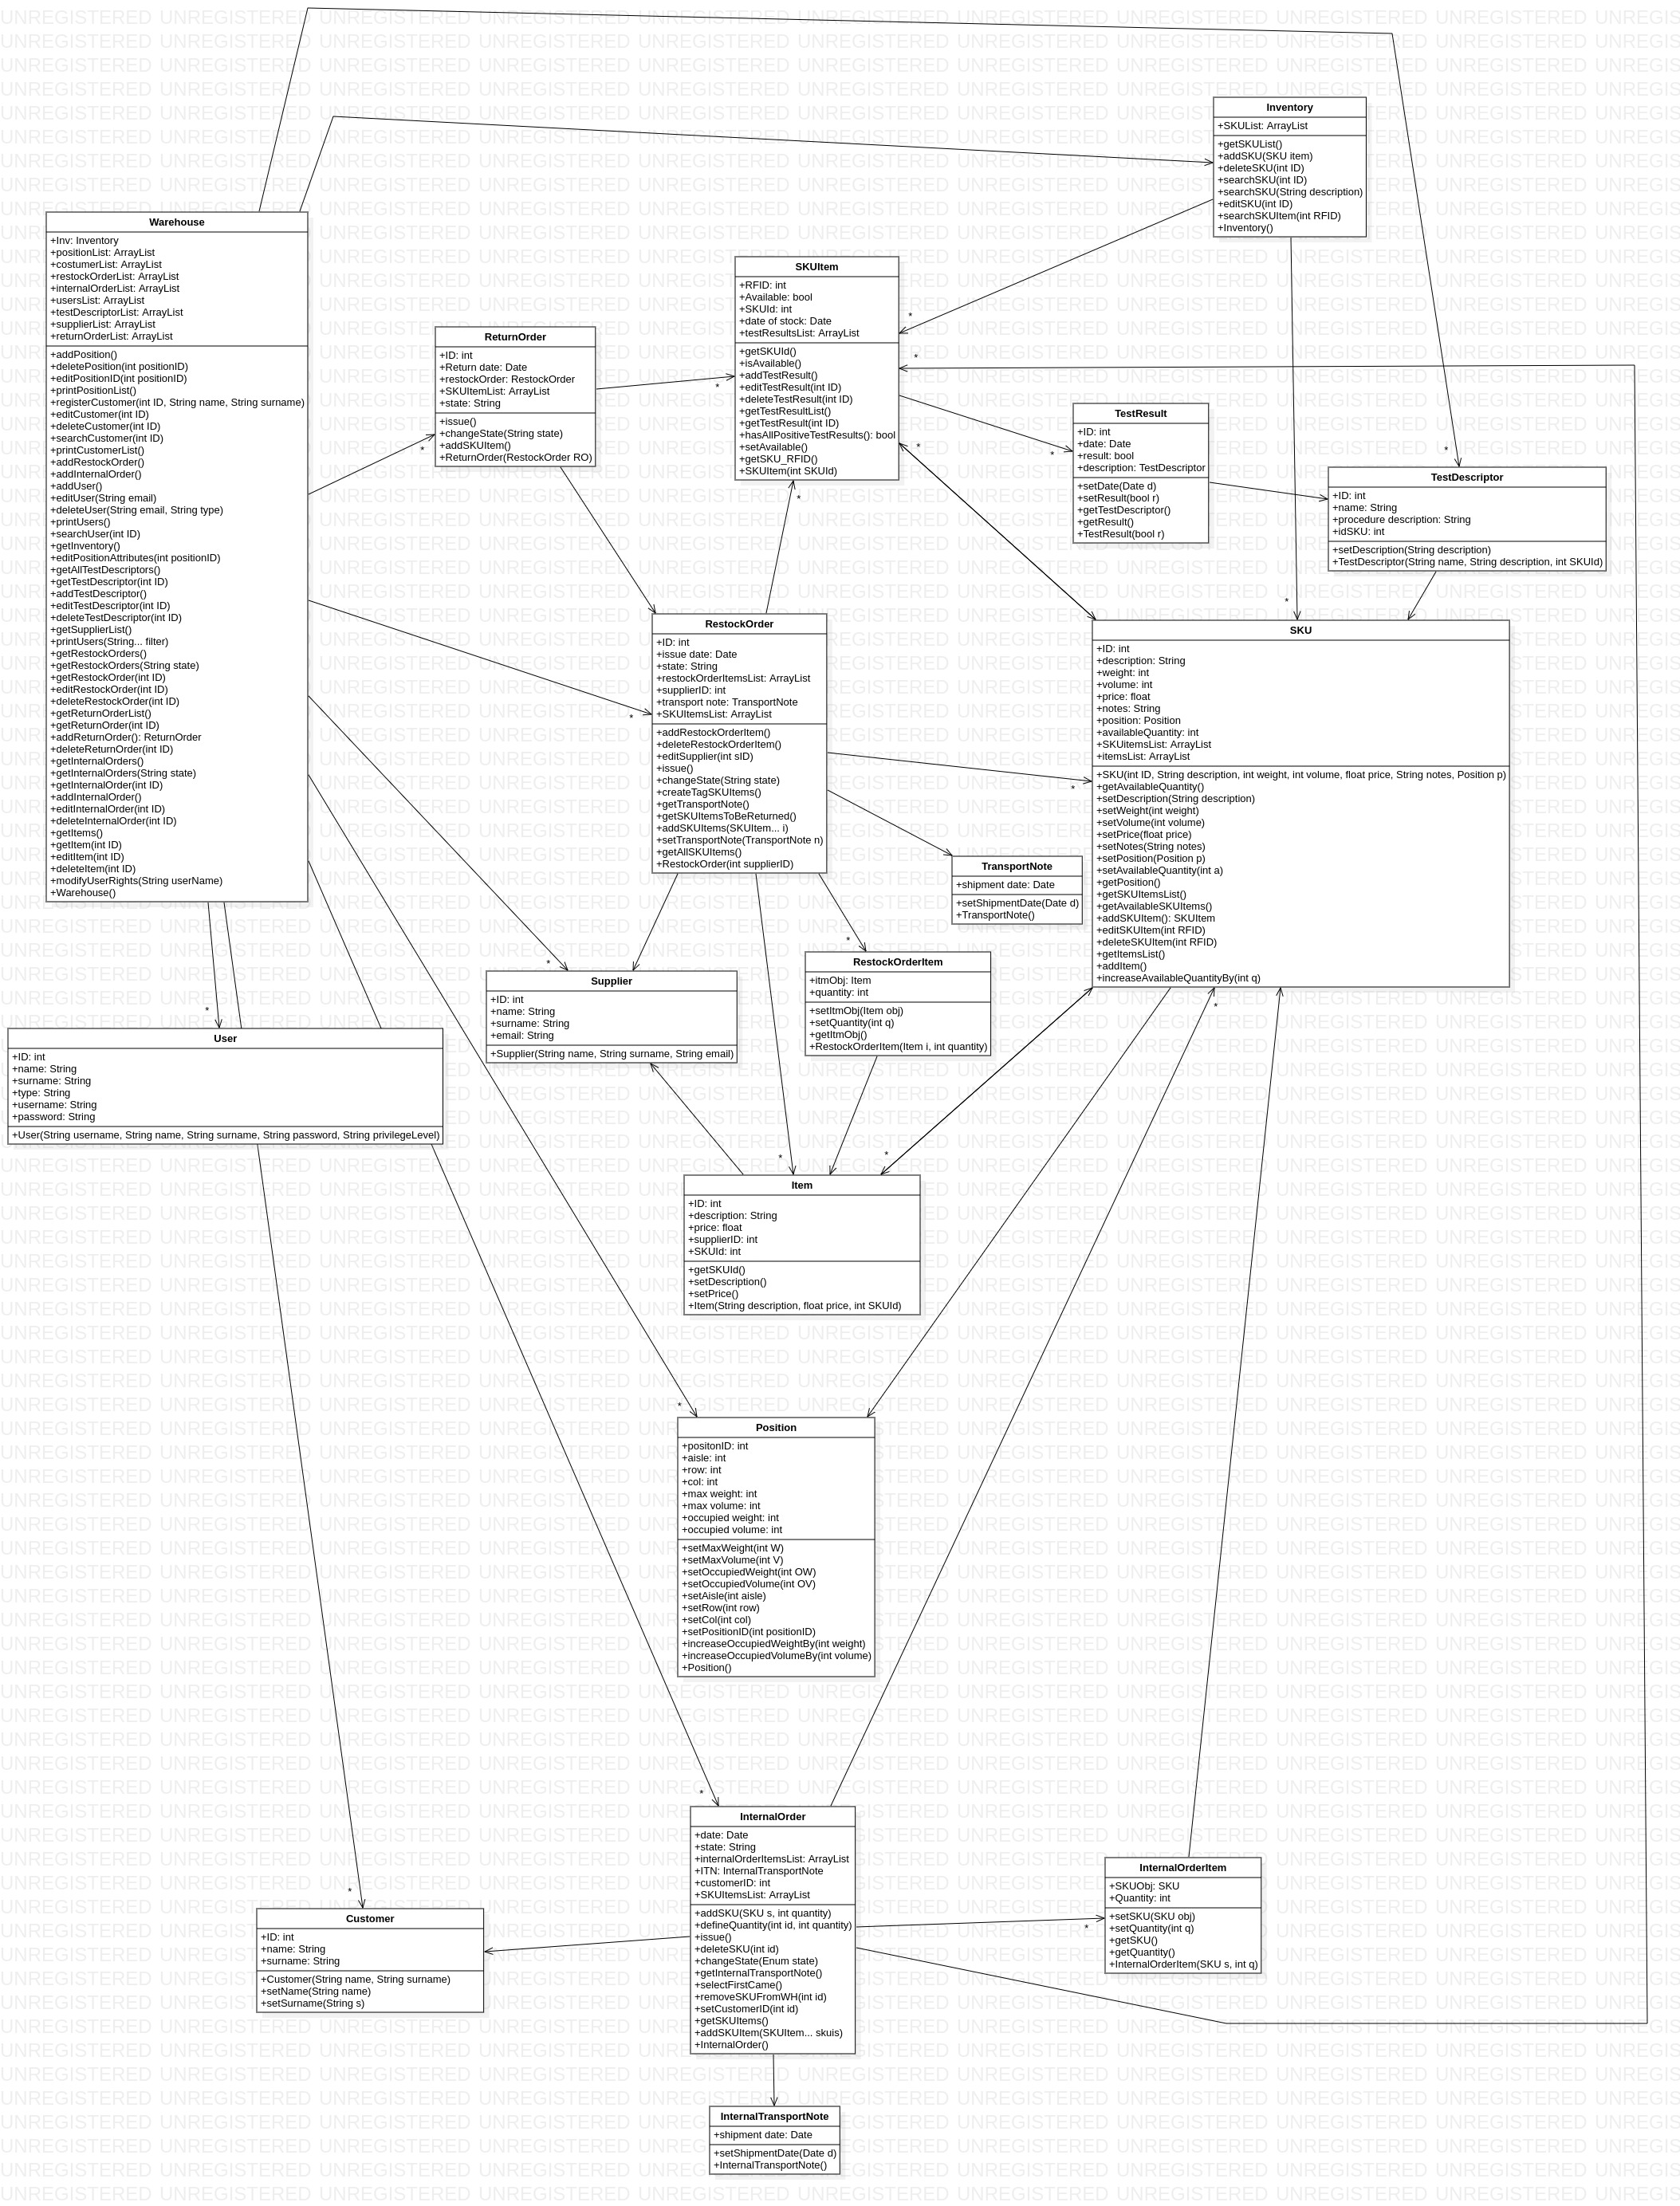 Inventory
+SKUList: ArrayList
+getSKUList()
+addSKU(SKU item)
+deleteSKU(int ID)
+searchSKU(int ID)
+searchSKU(String description)
+editSKU(int ID)
+searchSKUItem(int RFID)
+Inventory()
Warehouse
+Inv: Inventory
+positionList: ArrayList
+costumerList: ArrayList
+restockOrderList: ArrayList
+internalOrderList: ArrayList
+usersList: ArrayList
+testDescriptorList: ArrayList
+supplierList: ArrayList
+returnOrderList: ArrayList
+addPosition()
+deletePosition(int positionID)
+editPositionID(int positionID)
+printPositionList()
+registerCustomer(int ID, String name, String surname)
+editCustomer(int ID)
+deleteCustomer(int ID)
+searchCustomer(int ID)
+printCustomerList()
+addRestockOrder()
+addInternalOrder()
+addUser()
+editUser(String email)
+deleteUser(String email, String type)
+printUsers()
+searchUser(int ID)
+getInventory()
+editPositionAttributes(int positionID)
+getAllTestDescriptors()
+getTestDescriptor(int ID)
+addTestDescriptor()
+editTestDescriptor(int ID)
+deleteTestDescriptor(int ID)
+getSupplierList()
+printUsers(String... filter)
+getRestockOrders()
+getRestockOrders(String state)
+getRestockOrder(int ID)
+editRestockOrder(int ID)
+deleteRestockOrder(int ID)
+getReturnOrderList()
+getReturnOrder(int ID)
+addReturnOrder(): ReturnOrder
+deleteReturnOrder(int ID)
+getInternalOrders()
+getInternalOrders(String state)
+getInternalOrder(int ID)
+addInternalOrder()
+editInternalOrder(int ID)
+deleteInternalOrder(int ID)
+getItems()
+getItem(int ID)
+editItem(int ID)
+deleteItem(int ID)
+modifyUserRights(String userName)
+Warehouse()
SKUItem
+RFID: int
+Available: bool
+SKUId: int
+date of stock: Date
+testResultsList: ArrayList
+getSKUId()
+isAvailable()
+addTestResult()
+editTestResult(int ID)
+deleteTestResult(int ID)
+getTestResultList()
+getTestResult(int ID)
+hasAllPositiveTestResults(): bool
+setAvailable()
+getSKU_RFID()
+SKUItem(int SKUId)
ReturnOrder
+ID: int
+Return date: Date
+restockOrder: RestockOrder
+SKUItemList: ArrayList
+state: String
+issue()
+changeState(String state)
+addSKUItem()
+ReturnOrder(RestockOrder RO)
TestResult
+ID: int
+date: Date
+result: bool
+description: TestDescriptor
+setDate(Date d)
+setResult(bool r)
+getTestDescriptor()
+getResult()
+TestResult(bool r)
TestDescriptor
+ID: int
+name: String
+procedure description: String
+idSKU: int
+setDescription(String description)
+TestDescriptor(String name, String description, int SKUId)
RestockOrder
+ID: int
+issue date: Date
+state: String
+restockOrderItemsList: ArrayList
+supplierID: int
+transport note: TransportNote
+SKUItemsList: ArrayList
+addRestockOrderItem()
+deleteRestockOrderItem()
+editSupplier(int sID)
+issue()
+changeState(String state)
+createTagSKUItems()
+getTransportNote()
+getSKUItemsToBeReturned()
+addSKUItems(SKUItem... i)
+setTransportNote(TransportNote n)
+getAllSKUItems()
+RestockOrder(int supplierID)
SKU
+ID: int
+description: String
+weight: int
+volume: int
+price: float
+notes: String
+position: Position
+availableQuantity: int
+SKUitemsList: ArrayList
+itemsList: ArrayList
+SKU(int ID, String description, int weight, int volume, float price, String notes, Position p)
+getAvailableQuantity()
+setDescription(String description)
+setWeight(int weight)
+setVolume(int volume)
+setPrice(float price)
+setNotes(String notes)
+setPosition(Position p)
+setAvailableQuantity(int a)
+getPosition()
+getSKUItemsList()
+getAvailableSKUItems()
+addSKUItem(): SKUItem
+editSKUItem(int RFID)
+deleteSKUItem(int RFID)
+getItemsList()
+addItem()
+increaseAvailableQuantityBy(int q)
TransportNote
+shipment date: Date
+setShipmentDate(Date d)
+TransportNote()
RestockOrderItem
+itmObj: Item
+quantity: int
+setItmObj(Item obj)
+setQuantity(int q)
+getItmObj()
+RestockOrderItem(Item i, int quantity)
Supplier
+ID: int
+name: String
+surname: String
+email: String
+Supplier(String name, String surname, String email)
User
+ID: int
+name: String
+surname: String
+type: String
+username: String
+password: String
+User(String username, String name, String surname, String password, String privilegeLevel)
Item
+ID: int
+description: String
+price: float
+supplierID: int
+SKUId: int
+getSKUId()
+setDescription()
+setPrice()
+Item(String description, float price, int SKUId)
Position
+positonID: int
+aisle: int
+row: int
+col: int
+max weight: int
+max volume: int
+occupied weight: int
+occupied volume: int
+setMaxWeight(int W)
+setMaxVolume(int V)
+setOccupiedWeight(int OW)
+setOccupiedVolume(int OV)
+setAisle(int aisle)
+setRow(int row)
+setCol(int col)
+setPositionID(int positionID)
+increaseOccupiedWeightBy(int weight)
+increaseOccupiedVolumeBy(int volume)
+Position()
InternalOrder
+date: Date
+state: String
+internalOrderItemsList: ArrayList
+ITN: InternalTransportNote
+customerID: int
+SKUItemsList: ArrayList
+addSKU(SKU s, int quantity)
+defineQuantity(int id, int quantity)
+issue()
+deleteSKU(int id)
+changeState(Enum state)
+getInternalTransportNote()
+selectFirstCame()
+removeSKUFromWH(int id)
+setCustomerID(int id)
+getSKUItems()
+addSKUItem(SKUItem... skuis)
+InternalOrder()
InternalOrderItem
+SKUObj: SKU
+Quantity: int
+setSKU(SKU obj)
+setQuantity(int q)
+getSKU()
+getQuantity()
+InternalOrderItem(SKU s, int q)
Customer
+ID: int
+name: String
+surname: String
+Customer(String name, String surname)
+setName(String name)
+setSurname(String s)
InternalTransportNote
+shipment date: Date
+setShipmentDate(Date d)
+InternalTransportNote()